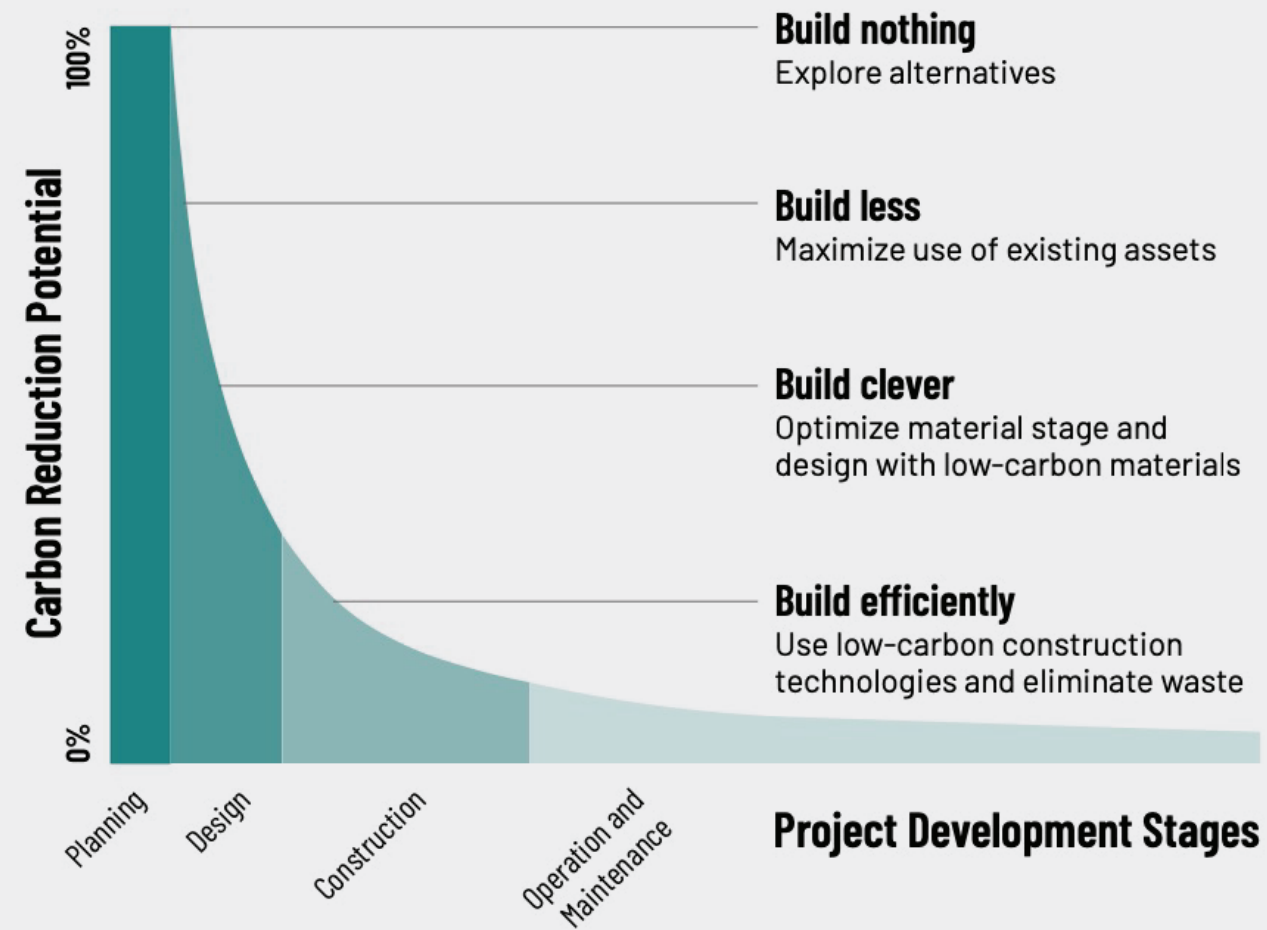 100%
Carbon Reduction Potential
0%
Build nothing
Explore alternatives
Build less
Maximize use of existing assets
Build clever
Optimize material stage and
design with low-carbon materials
Build efficiently
Use low-carbon construction
technologies and eliminate waste
Planning
Design
Construction
Operation and
Maintenance
Project Development Stages